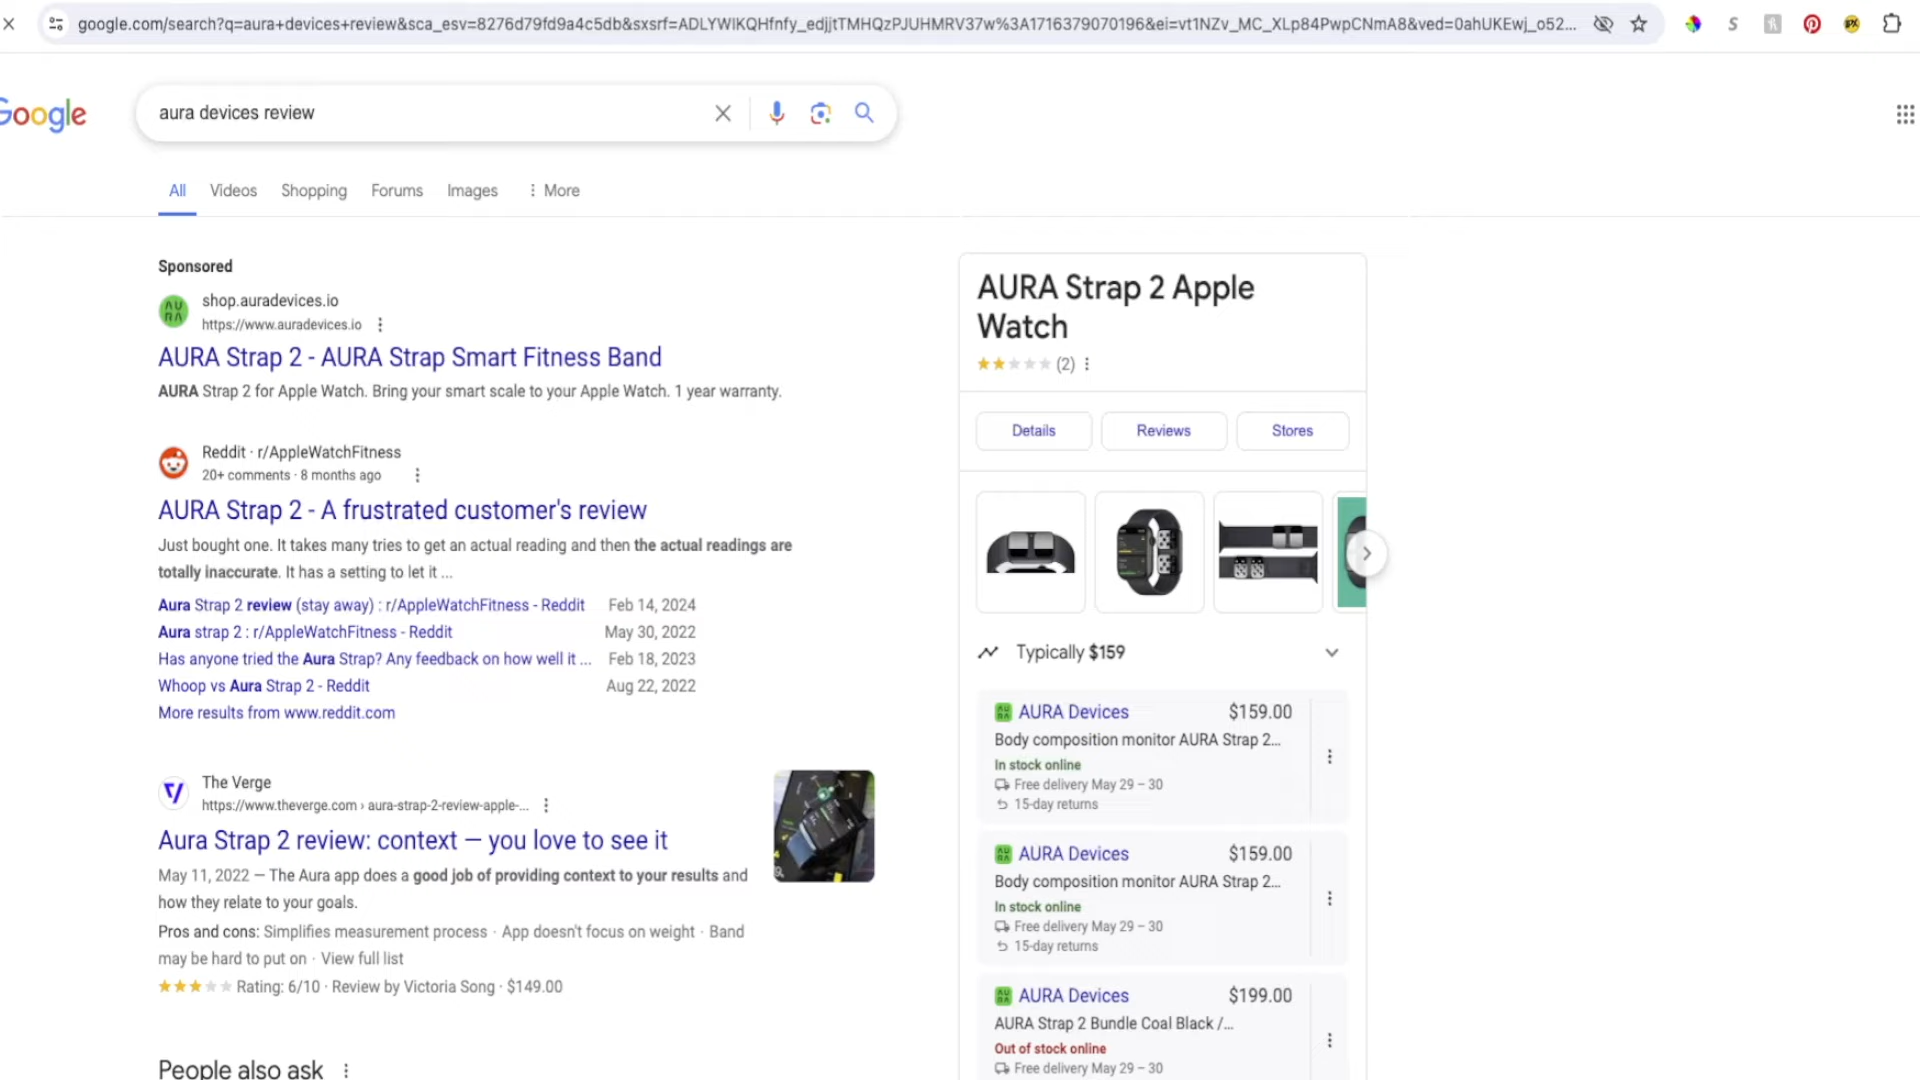 google.com/search?q=aura+devices+review&sca_esv=8276d79fd9a4c5db&sxsrf=ADLYWIKQHfnfy_edjjtTMHQzPJUHMRV37w%3A1716379070196&ei=vt1NZv_MC_XLp84PwpCNmA8&ved=0ahUKEwj_o52...
Google
aura devices review
All Videos Shopping Forums Images More
Sponsored
AURA
shop.auradevices.io
https://www.auradevices.io
AURA Strap 2 - AURA Strap Smart Fitness Band
AURA Strap 2 for Apple Watch. Bring your smart scale to your Apple Watch. 1 year warranty.
Reddit · r/AppleWatchFitness
20+ comments · 8 months ago
AURA Strap 2 - A frustrated customer's review
Just bought one. It takes many tries to get an actual reading and then the actual readings are
totally inaccurate. It has a setting to let it ...
Aura Strap 2 review (stay away) : r/AppleWatchFitness - Reddit Feb 14, 2024
Aura strap 2 : r/AppleWatchFitness - Reddit May 30, 2022
Has anyone tried the Aura Strap? Any feedback on how well it ... Feb 18, 2023
Whoop vs Aura Strap 2 - Reddit Aug 22, 2022
More results from www.reddit.com
The Verge
https://www.theverge.com › aura-strap-2-review-apple-...
Aura Strap 2 review: context — you love to see it
May 11, 2022 — The Aura app does a good job of providing context to your results and
how they relate to your goals.
Pros and cons: Simplifies measurement process · App doesn't focus on weight · Band
may be hard to put on · View full list
Rating: 6/10 · Review by Victoria Song · $149.00
People also ask
AURA Strap 2 Apple
Watch
(2)
Details Reviews Stores
Typically $159
AURA Devices $159.00
Body composition monitor AURA Strap 2...
In stock online
Free delivery May 29 – 30
15-day returns
AURA Devices $159.00
Body composition monitor AURA Strap 2...
In stock online
Free delivery May 29 – 30
15-day returns
AURA Devices $199.00
AURA Strap 2 Bundle Coal Black /...
Out of stock online
Free delivery May 29 – 30